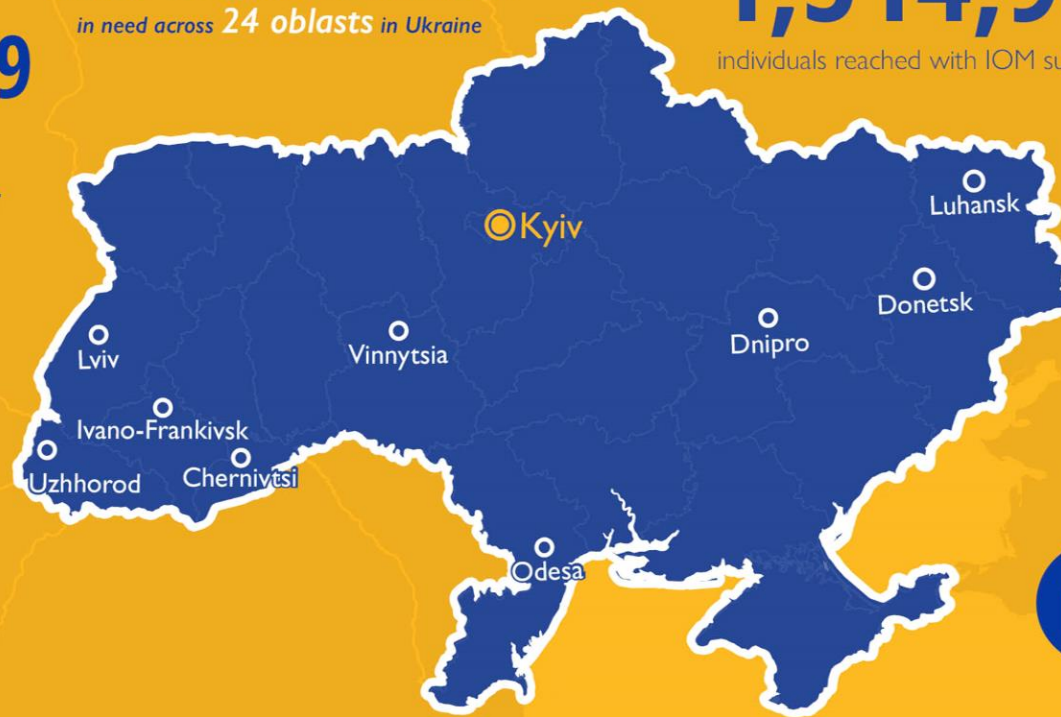 in need across 24 oblasts in Ukraine
9
individuals reached with IOM
Kyiv
Luhansk
Donetsk
Lviv
Vinnytsia
Dnipro
Ivano-Frankivsk
Uzhhorod
Chernivtsi
Odesa